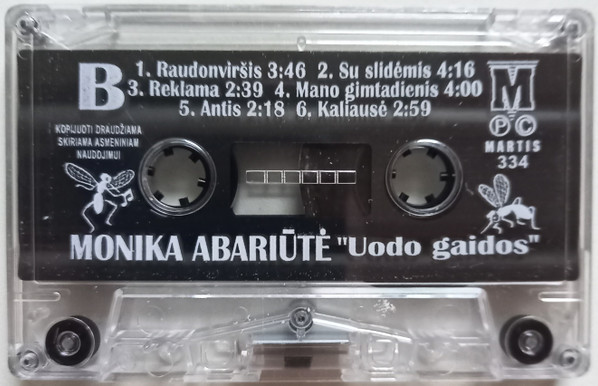 B
1. Raudonviršis 3:46 2. Su slidėmis 4:16
3. Reklama 2:39 4. Mano gimtadienis 4:00
5. Antis 2:18 6. Kaliausė 2:59
KOPIJUOTI DRAUDŽIAMA
SKIRIAMA ASMENINIAM
NAUDOJIMUI
M
P C
MARTIS
334
MONIKA ABARIŪTĖ "Uodo gaidos"